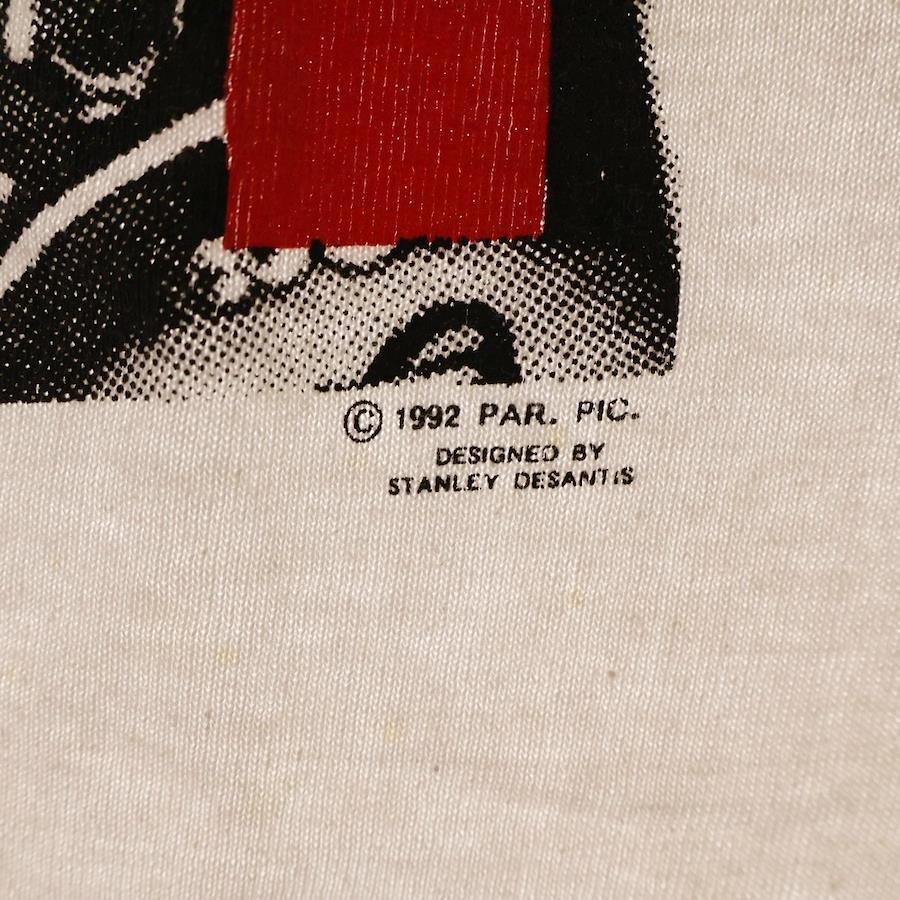 © 1992 PAR. PIC.
DESIGNED BY
STANLEY DESANTIS